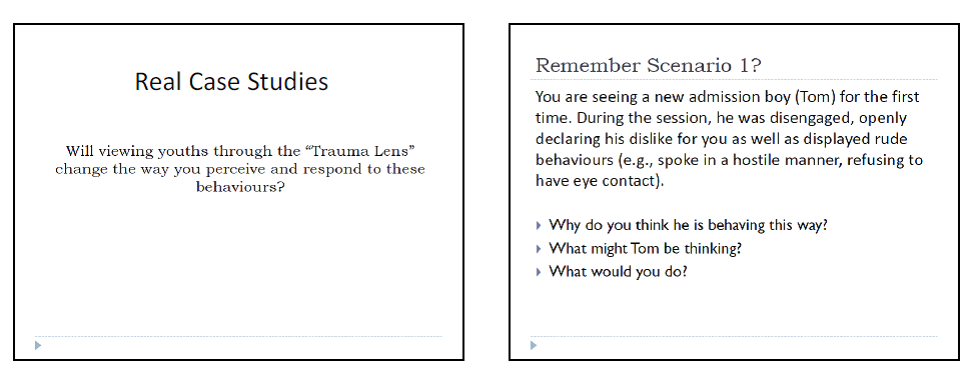 Real Case Studies
Will viewing youths through the “Trauma Lens”
change the way you perceive and respond to these
behaviours?
Remember Scenario 1?
You are seeing a new admission boy (Tom) for the first
time. During the session, he was disengaged, openly
declaring his dislike for you as well as displayed rude
behaviours (e.g., spoke in a hostile manner, refusing to
have eye contact).
Why do you think he is behaving this way?
What might Tom be thinking?
What would you do?